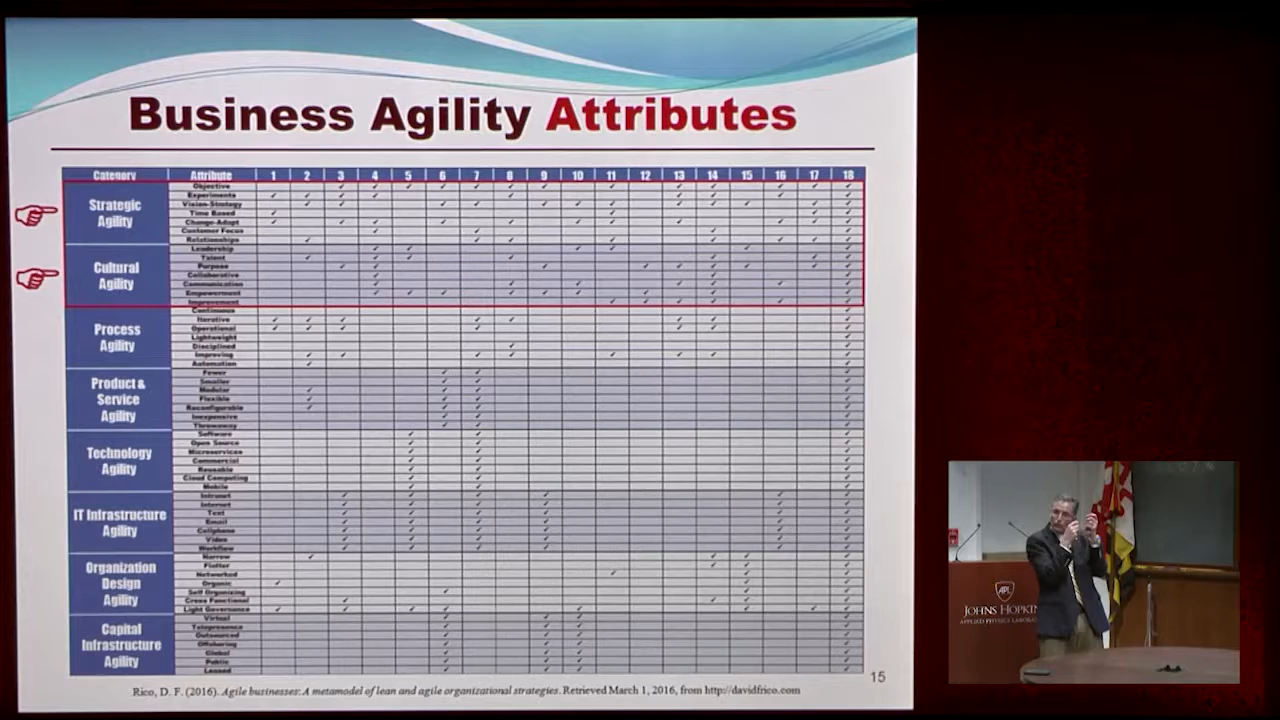 Business Agility Attributes
Category Attribute 1 2 3 4 5 6 7 8 9 10 11 12 13 14 15 16 17 18
Strategic
Agility
Objective
Experiments
Vision-Strategy
Time Based
Change-Adapt
Customer Focus
Relationships
Cultural
Agility
Leadership
Talent
Purpose
Collaborative
Communication
Empowerment
Improvement
Process
Agility
Continuous
Iterative
Operational
Lightweight
Disciplined
Improving
Automation
Product &
Service
Agility
Fewer
Smaller
Modular
Flexible
Reconfigurable
Inexpensive
Throwaway
Technology
Agility
Software
Open Source
Microservices
Commercial
Reusable
Cloud Computing
Mobile
IT Infrastructure
Agility
Intranet
Internet
Text
Email
Cellphone
Video
Workflow
Organization
Design
Agility
Narrow
Flatter
Networked
Organic
Self Organizing
Cross Functional
Light Governance
Capital
Infrastructure
Agility
Virtual
Telepresence
Outsourced
Offshoring
Global
Public
Leased
15
Rico, D. F. (2016). Agile businesses: A metamodel of lean and agile organizational strategies. Retrieved March 1, 2016, from http://davidfrico.com
APL
JOHNS HOPKIN
APPLIED PHYSICS LABORA